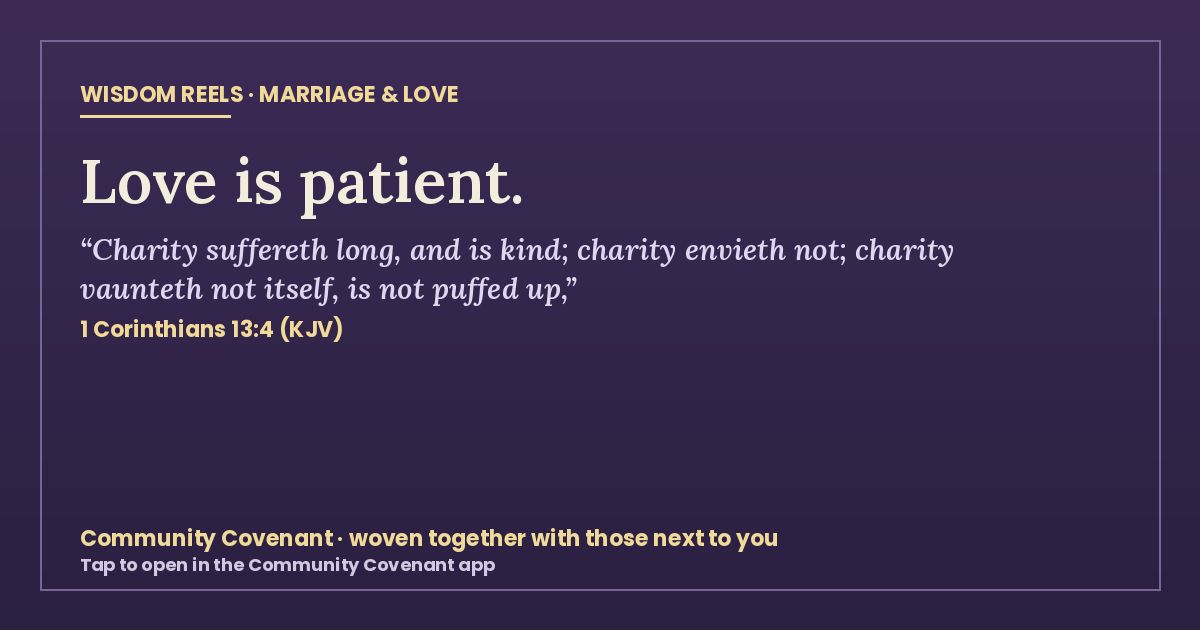 WISDOM REELS · MARRIAGE & LOVE
Love is patient.
“Charity suffereth long, and is kind; charity envieth not; charity
vaunteth not itself, is not puffed up,”
1 Corinthians 13:4 (KJV)
Community Covenant · woven together with those next to you
Tap to open in the Community Covenant app